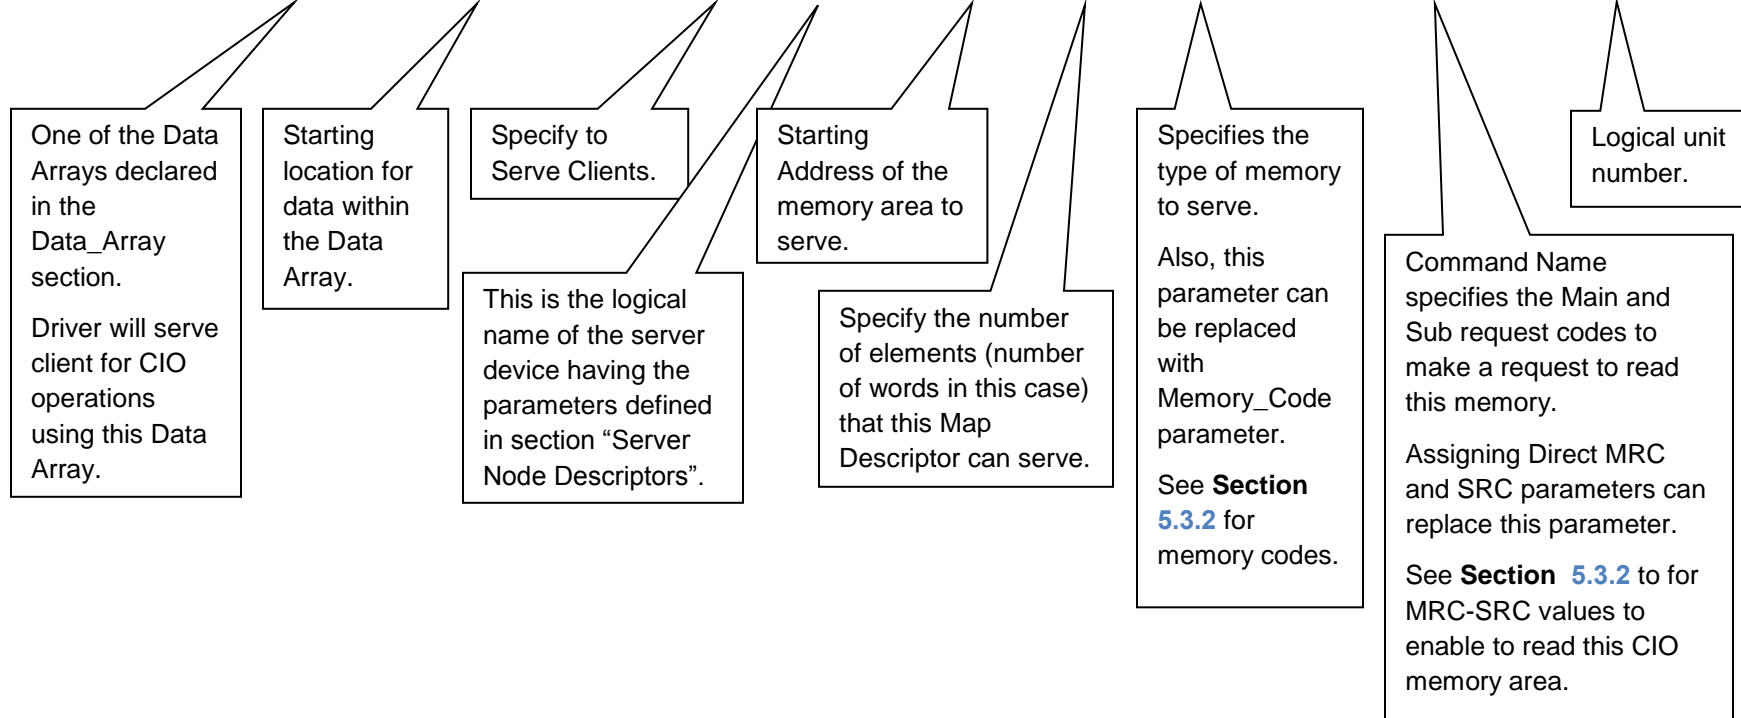 One of the Data
Arrays declared
in the
Data_Array
section.
Driver will serve
client for CIO
operations
using this Data
Array.
Starting
location for
data within
the Data
Array.
Specify to
Serve Clients.
This is the logical
name of the server
device having the
parameters defined
in section “Server
Node Descriptors”.
Starting
Address of the
memory area to
serve.
Specify the number
of elements (number
of words in this case)
that this Map
Descriptor can serve.
Specifies the
type of memory
to serve.
Also, this
parameter can
be replaced
with
Memory_Code
parameter.
See Section
5.3.2 for
memory codes.
Command Name
specifies the Main and
Sub request codes to
make a request to read
this memory.
Assigning Direct MRC
and SRC parameters can
replace this parameter.
See Section 5.3.2 to for
MRC-SRC values to
enable to read this CIO
memory area.
Logical unit
number.